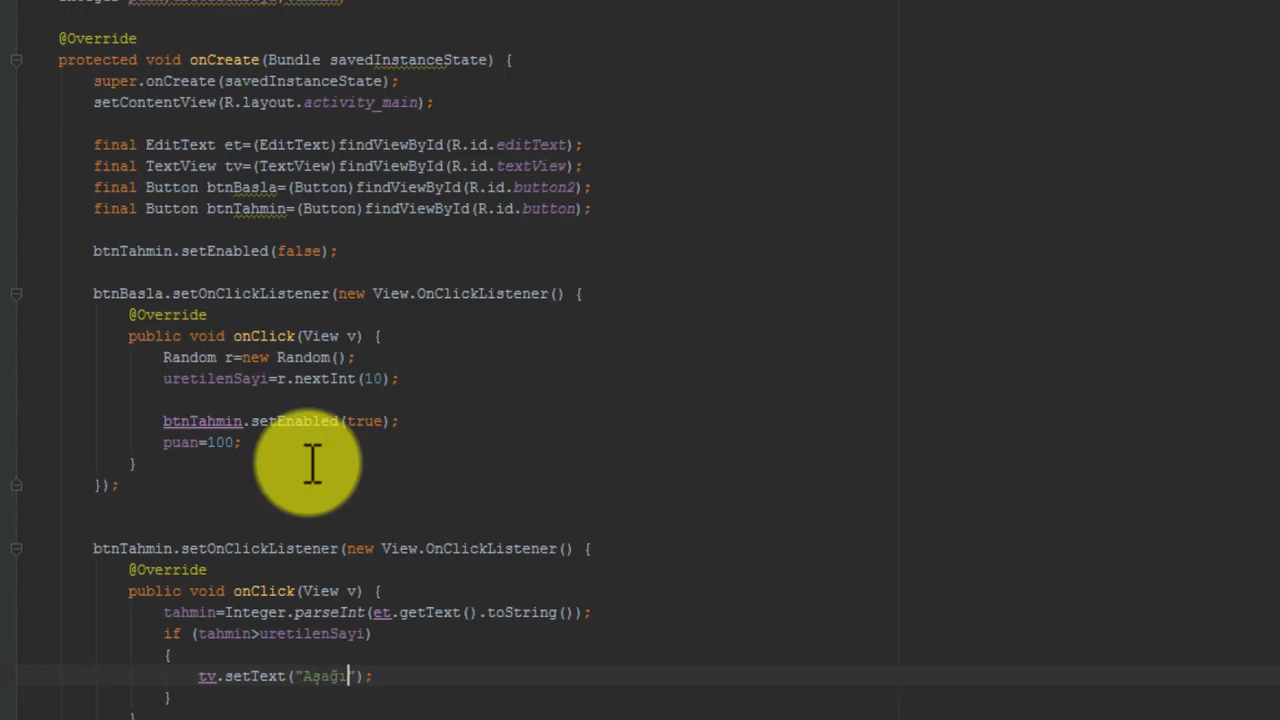 @Override
protected void onCreate(Bundle savedInstanceState) {
super.onCreate(savedInstanceState);
setContentView(R.layout.activity_main);
final EditText et=(EditText)findViewById(R.id.editText);
final TextView tv=(TextView)findViewById(R.id.textView);
final Button btnBasla=(Button)findViewById(R.id.button2);
final Button btnTahmin=(Button)findViewById(R.id.button);
btnTahmin.setEnabled(false);
btnBasla.setOnClickListener(new View.OnClickListener() {
@Override
public void onClick(View v) {
Random r=new Random();
uretilenSayi=r.nextInt(10);
btnTahmin.setEnabled(true);
puan=100;
}
});
btnTahmin.setOnClickListener(new View.OnClickListener() {
@Override
public void onClick(View v) {
tahmin=Integer.parseInt(et.getText().toString());
if (tahmin>uretilenSayi)
{
tv.setText("Aşağı");
}